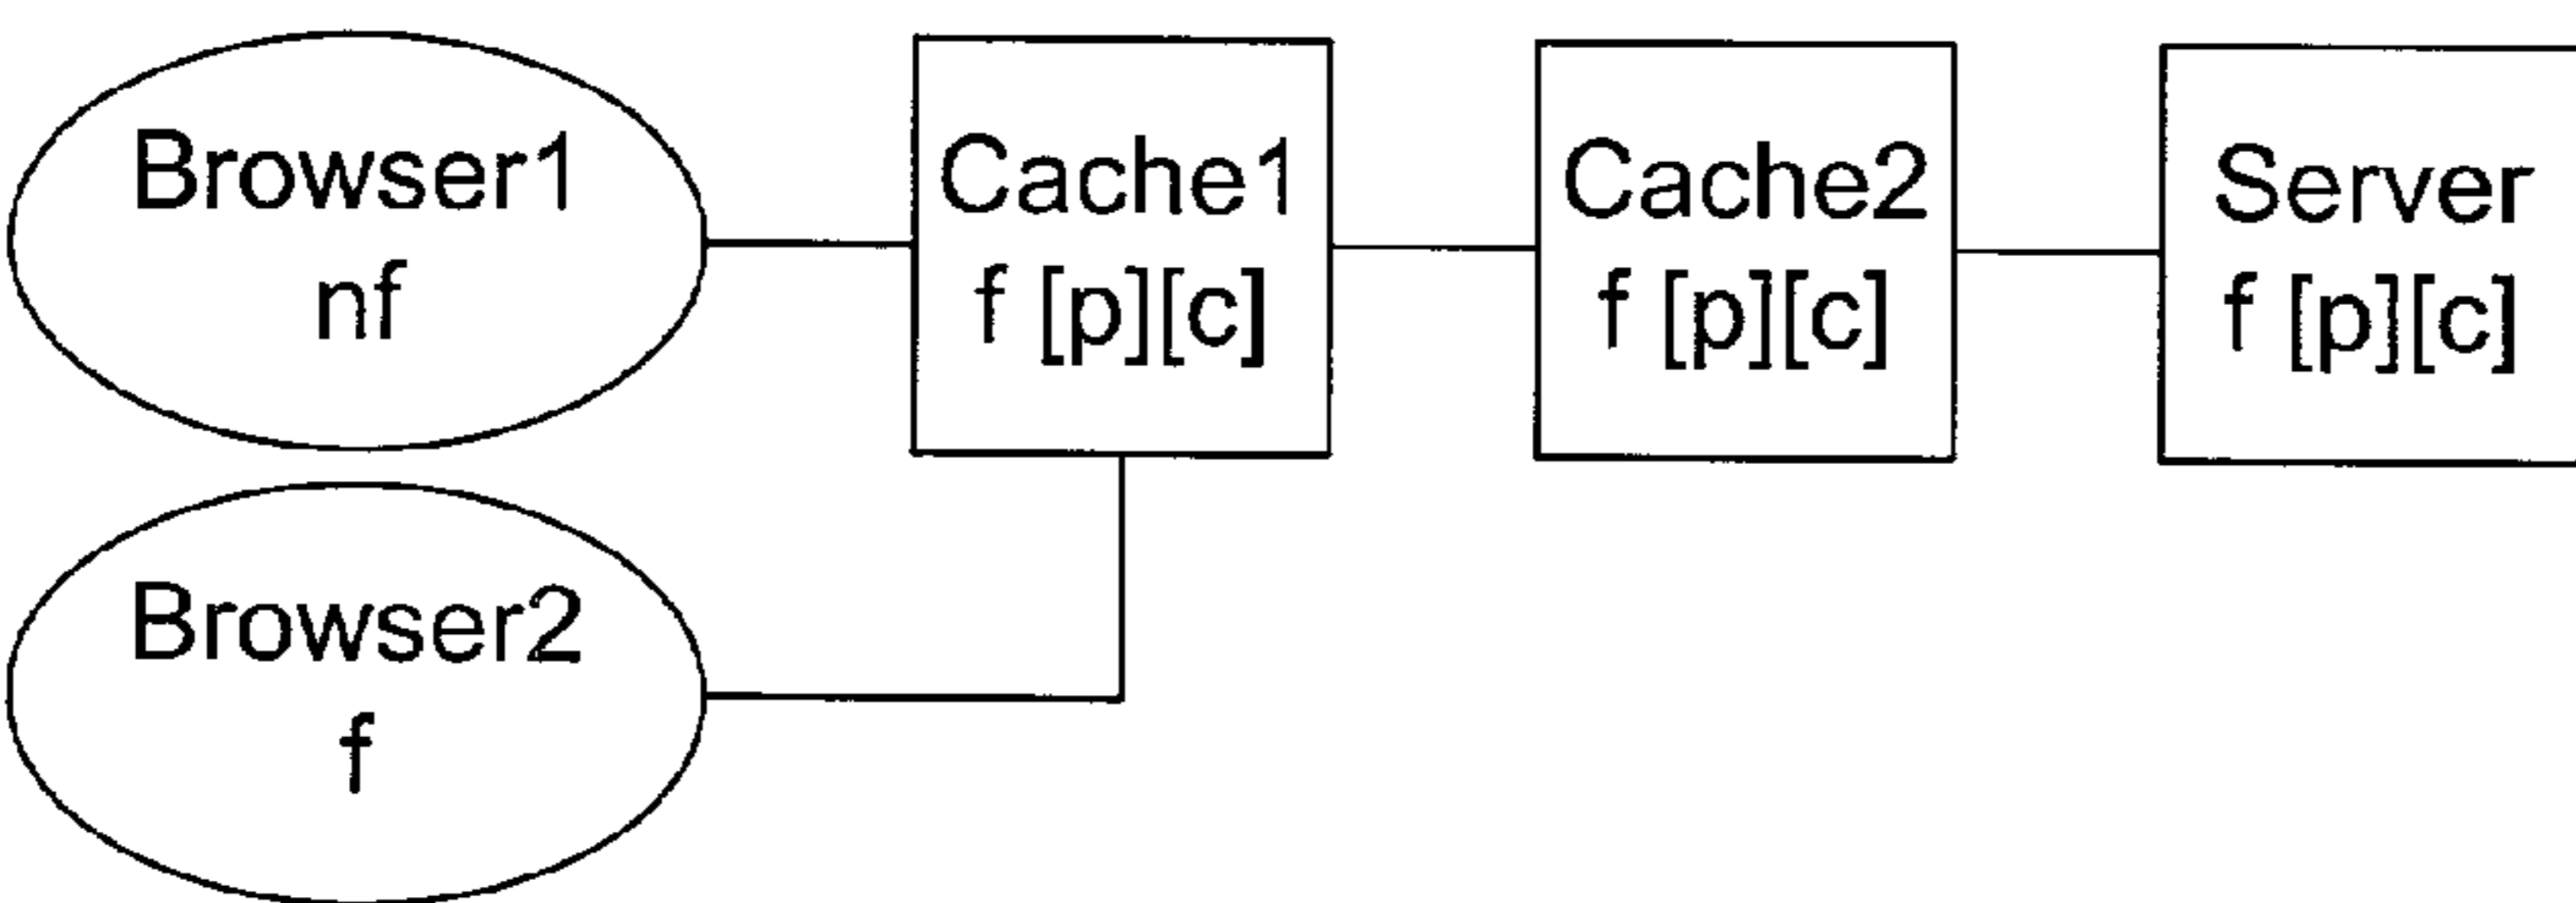 Browser1
nf
Cache1
f [p][c]
Cache2
f [p][c]
Server
f [p][c]
Browser2
f